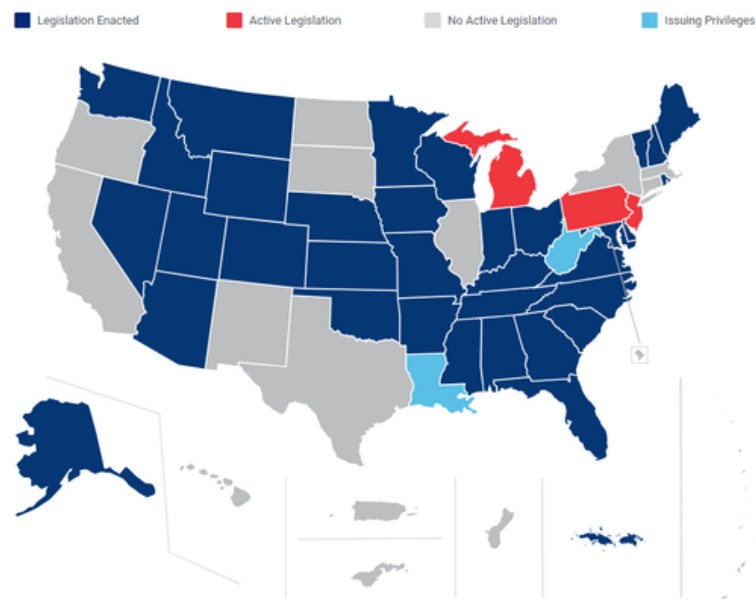 Legislation Enacted
Active Legislation
No Active Legislation
Issuing Privileges